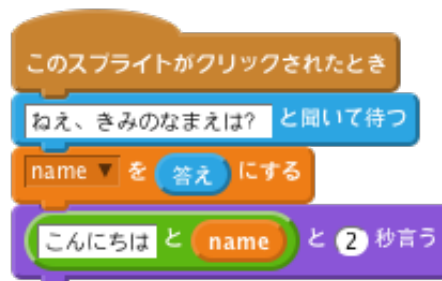 このスプライトがクリックされたとき
ねえ、きみのなまえは? と聞いて待つ
name ▼ を 答え にする
こんにちは と name と 2 秒言う